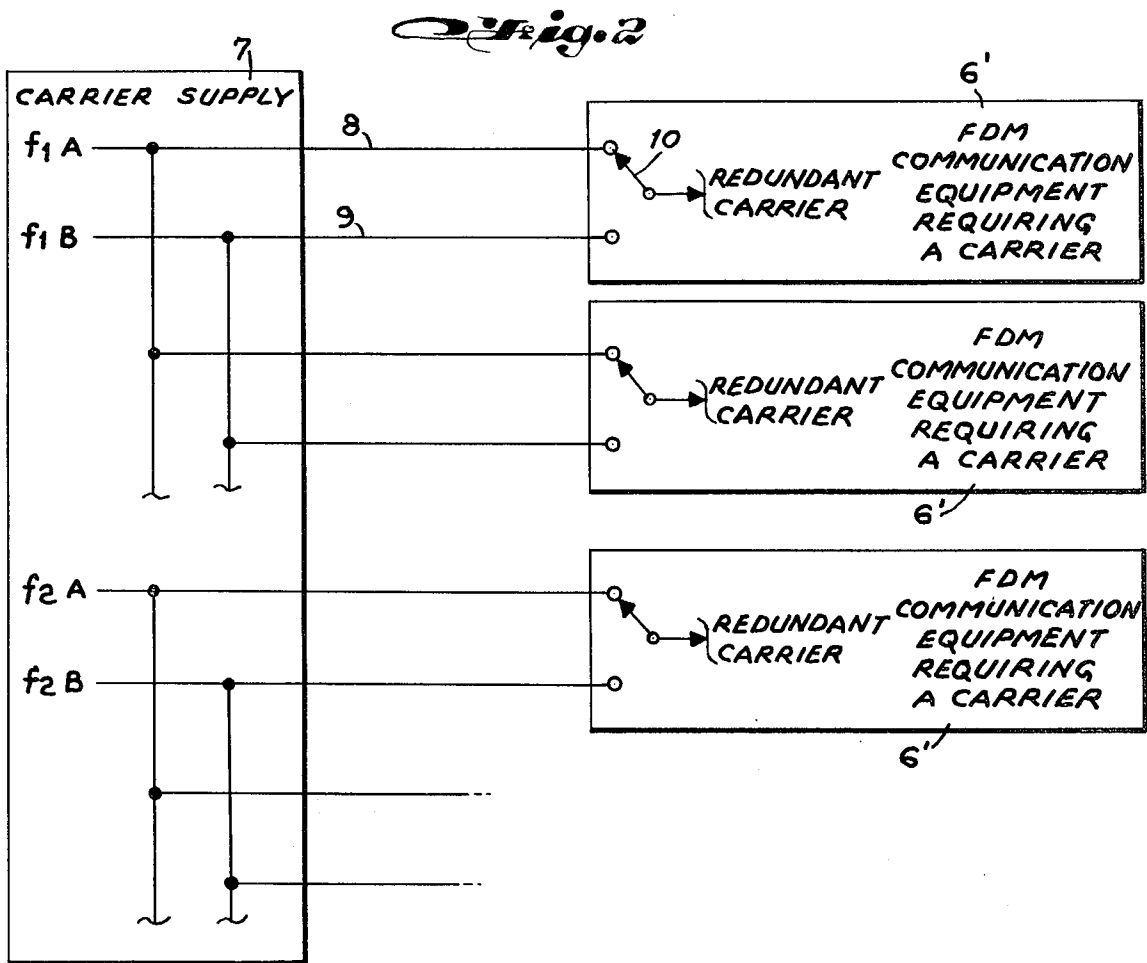 Fig. 2
7
CARRIER SUPPLY
f1 A
8
f1 B
9
6'
10
REDUNDANT
CARRIER
FDM
COMMUNICATION
EQUIPMENT
REQUIRING
A CARRIER
REDUNDANT
CARRIER
FDM
COMMUNICATION
EQUIPMENT
REQUIRING
A CARRIER
6'
f2 A
f2 B
REDUNDANT
CARRIER
FDM
COMMUNICATION
EQUIPMENT
REQUIRING
A CARRIER
6'